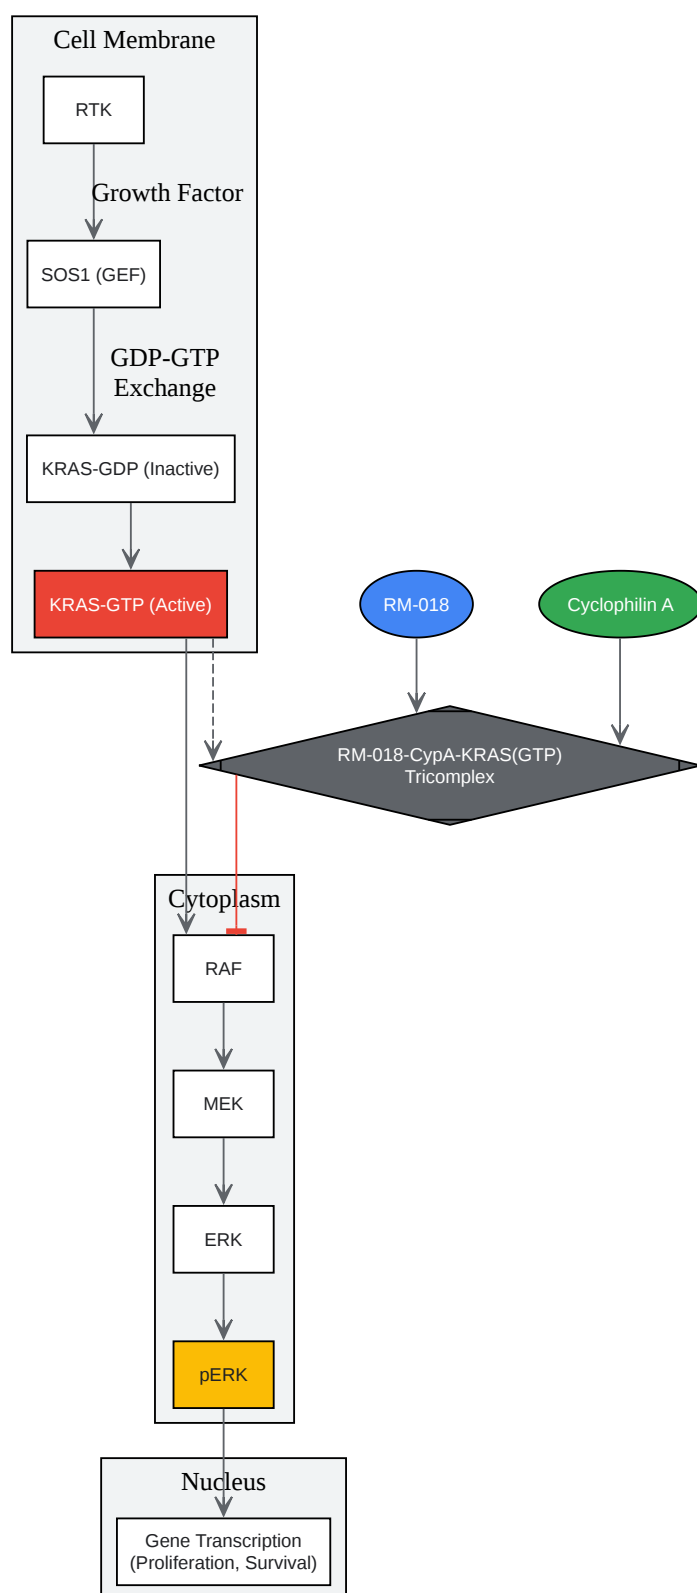 Cell Membrane
RTK
Growth Factor
SOS1 (GEF)
GDP-GTP
Exchange
KRAS-GDP (Inactive)
KRAS-GTP (Active)
RM-018
Cyclophilin A
RM-018-CypA-KRAS(GTP)
Tricomplex
Cytoplasm
RAF
MEK
ERK
pERK
Nucleus
Gene Transcription
(Proliferation, Survival)